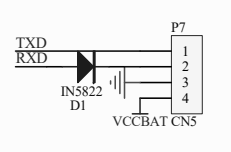 P7
TXD
RXD
1
2
3
4
IN5822
D1
VCCBAT CN5